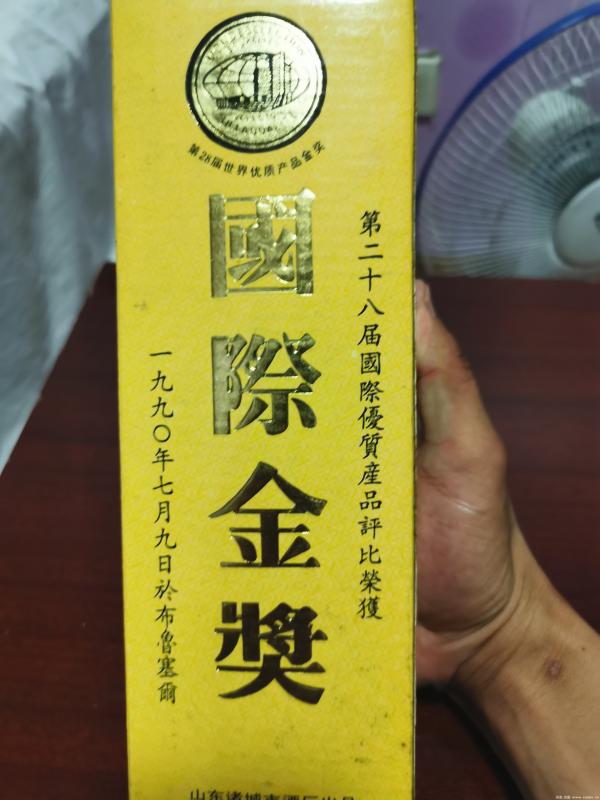 第28届世界优质产品金奖
第二十八届國際優質産品評比榮獲
國際金獎
一九九〇年七月九日於布魯塞爾